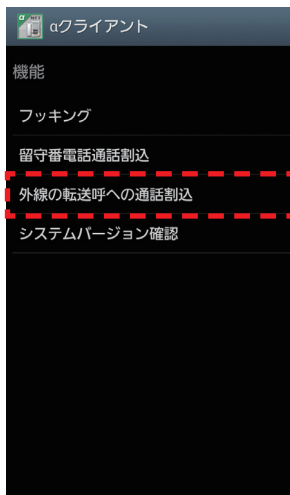 αクライアント
機能
フッキング
留守番電話通話割込
外線の転送呼への通話割込
システムバージョン確認